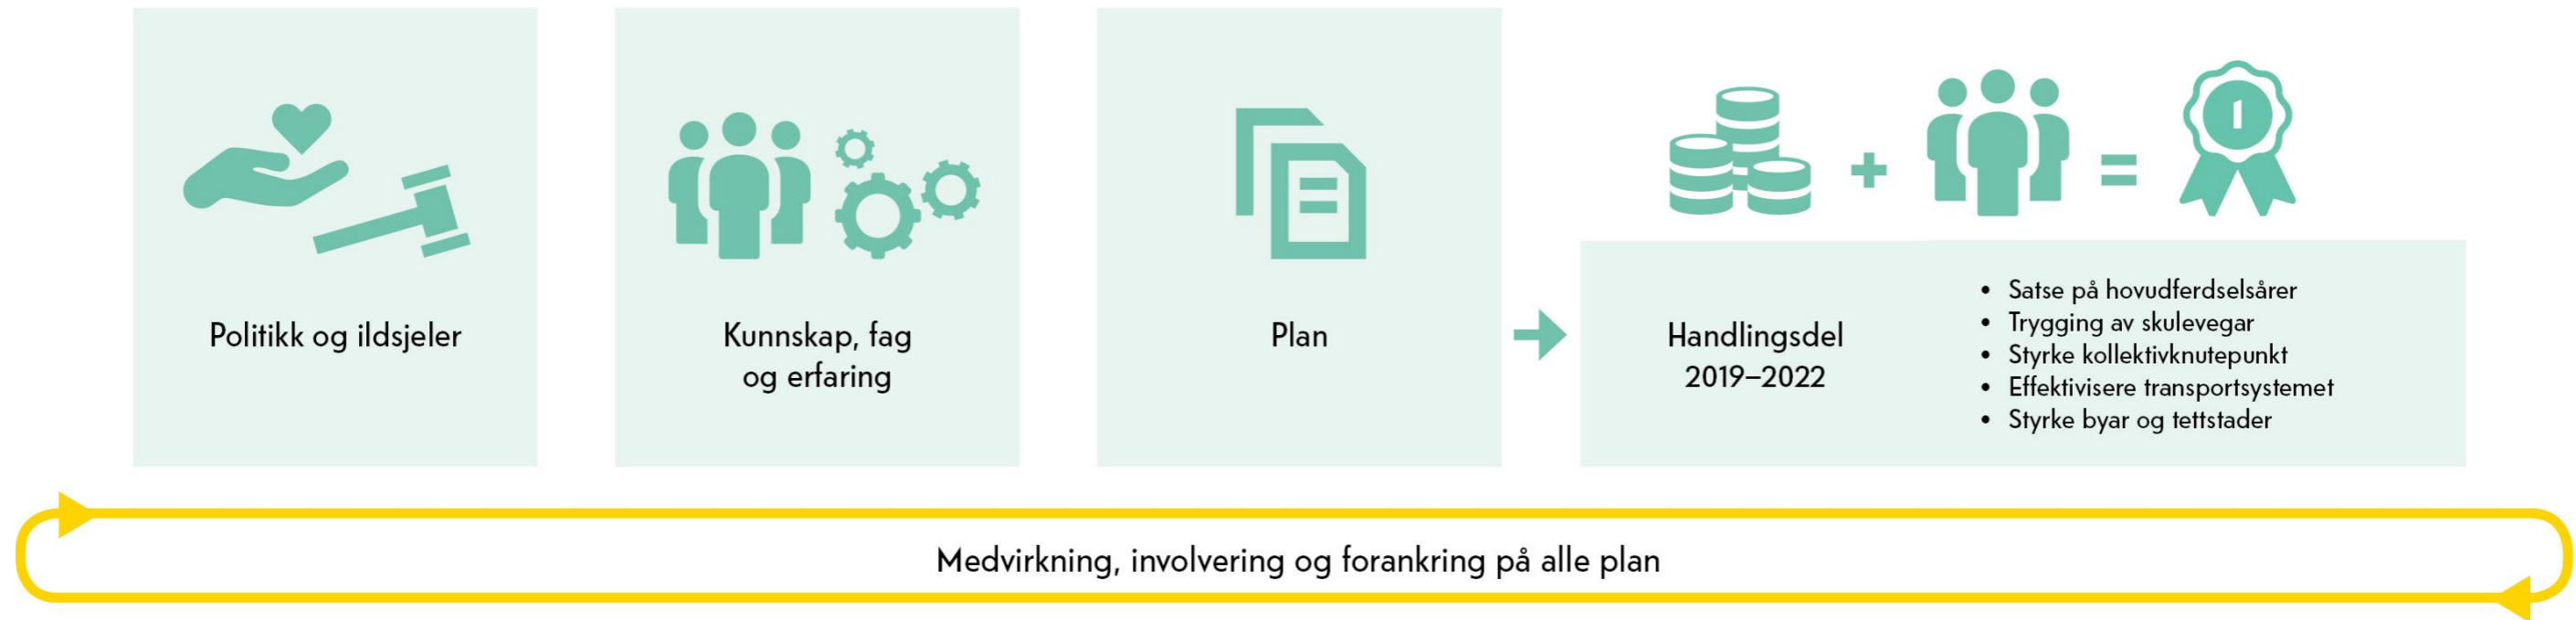 1
Politikk og ildsjeler
Kunnskap, fag
og erfaring
Plan
Handlingsdel
2019–2022
• Satse på hovudferdselsårer
• Trygging av skulevegar
• Styrke kollektivknutepunkt
• Effektivisere transportsystemet
• Styrke byar og tettstader
Medvirkning, involvering og forankring på alle plan